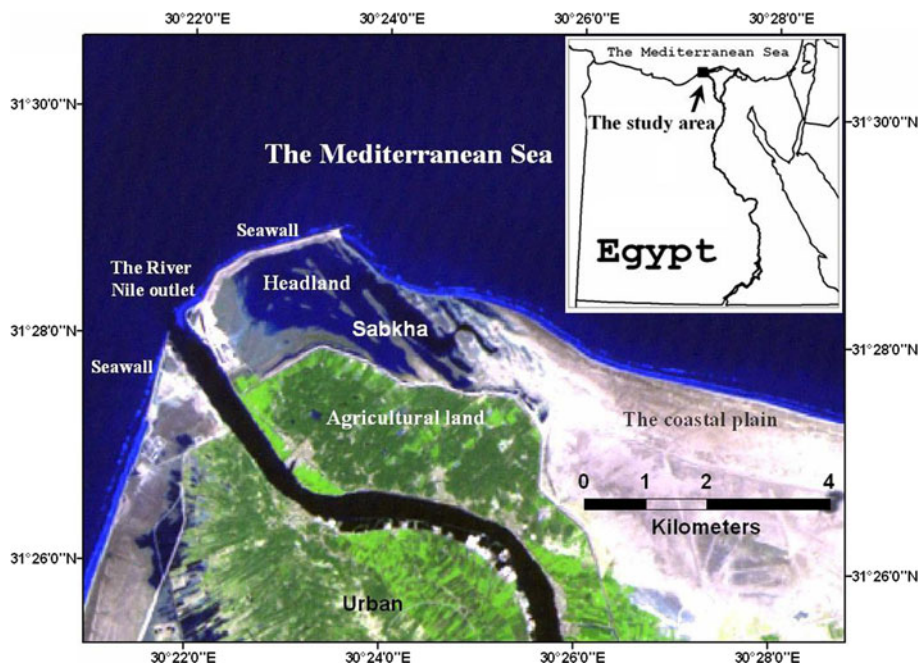 30°22'0"E
30°24'0"E
30°26'0"E
30°28'0"E
31°30'0"N
31°30'0"N
The Mediterranean Sea
The study area
Egypt
The Mediterranean Sea
Seawall
The River
Nile outlet
Headland
Sabkha
31°28'0"N
31°28'0"N
Seawall
Agricultural land
The coastal plain
0 1 2 4
Kilometers
31°26'0"N
31°26'0"N
Urban
30°22'0"E
30°24'0"E
30°26'0"E
30°28'0"E